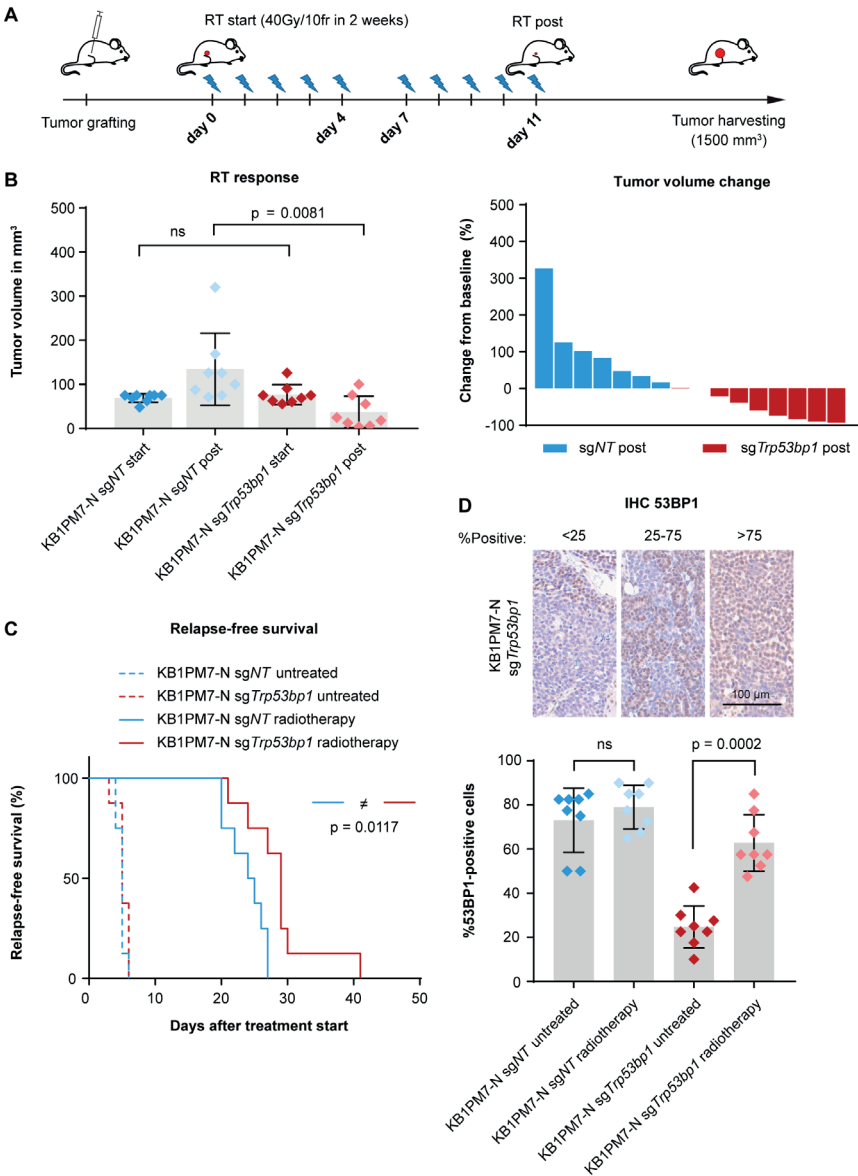 A
RT start (40Gy/10fr in 2 weeks)
RT post
Tumor grafting
day 0
day 4
day 7
day 11
Tumor harvesting
(1500 mm³)
B
RT response
Tumor volume in mm³
500
400
300
200
100
0
ns
p = 0.0081
KB1PM7-N sgNT start
KB1PM7-N sgNT post
KB1PM7-N sgTrp53bp1 start
KB1PM7-N sgTrp53bp1 post
Tumor volume change
Change from baseline (%)
500
400
300
200
100
0
-100
sgNT post
sgTrp53bp1 post
C
Relapse-free survival
KB1PM7-N sgNT untreated
KB1PM7-N sgTrp53bp1 untreated
KB1PM7-N sgNT radiotherapy
KB1PM7-N sgTrp53bp1 radiotherapy
Relapse-free survival (%)
100
50
0
≠
p = 0.0117
0
10
20
30
40
50
Days after treatment start
D
IHC 53BP1
%Positive:
<25
25-75
>75
KB1PM7-N
sgTrp53bp1
100 µm
%53BP1-positive cells
100
80
60
40
20
0
ns
p = 0.0002
KB1PM7-N sgNT untreated
KB1PM7-N sgNT radiotherapy
KB1PM7-N sgTrp53bp1 untreated
KB1PM7-N sgTrp53bp1 radiotherapy